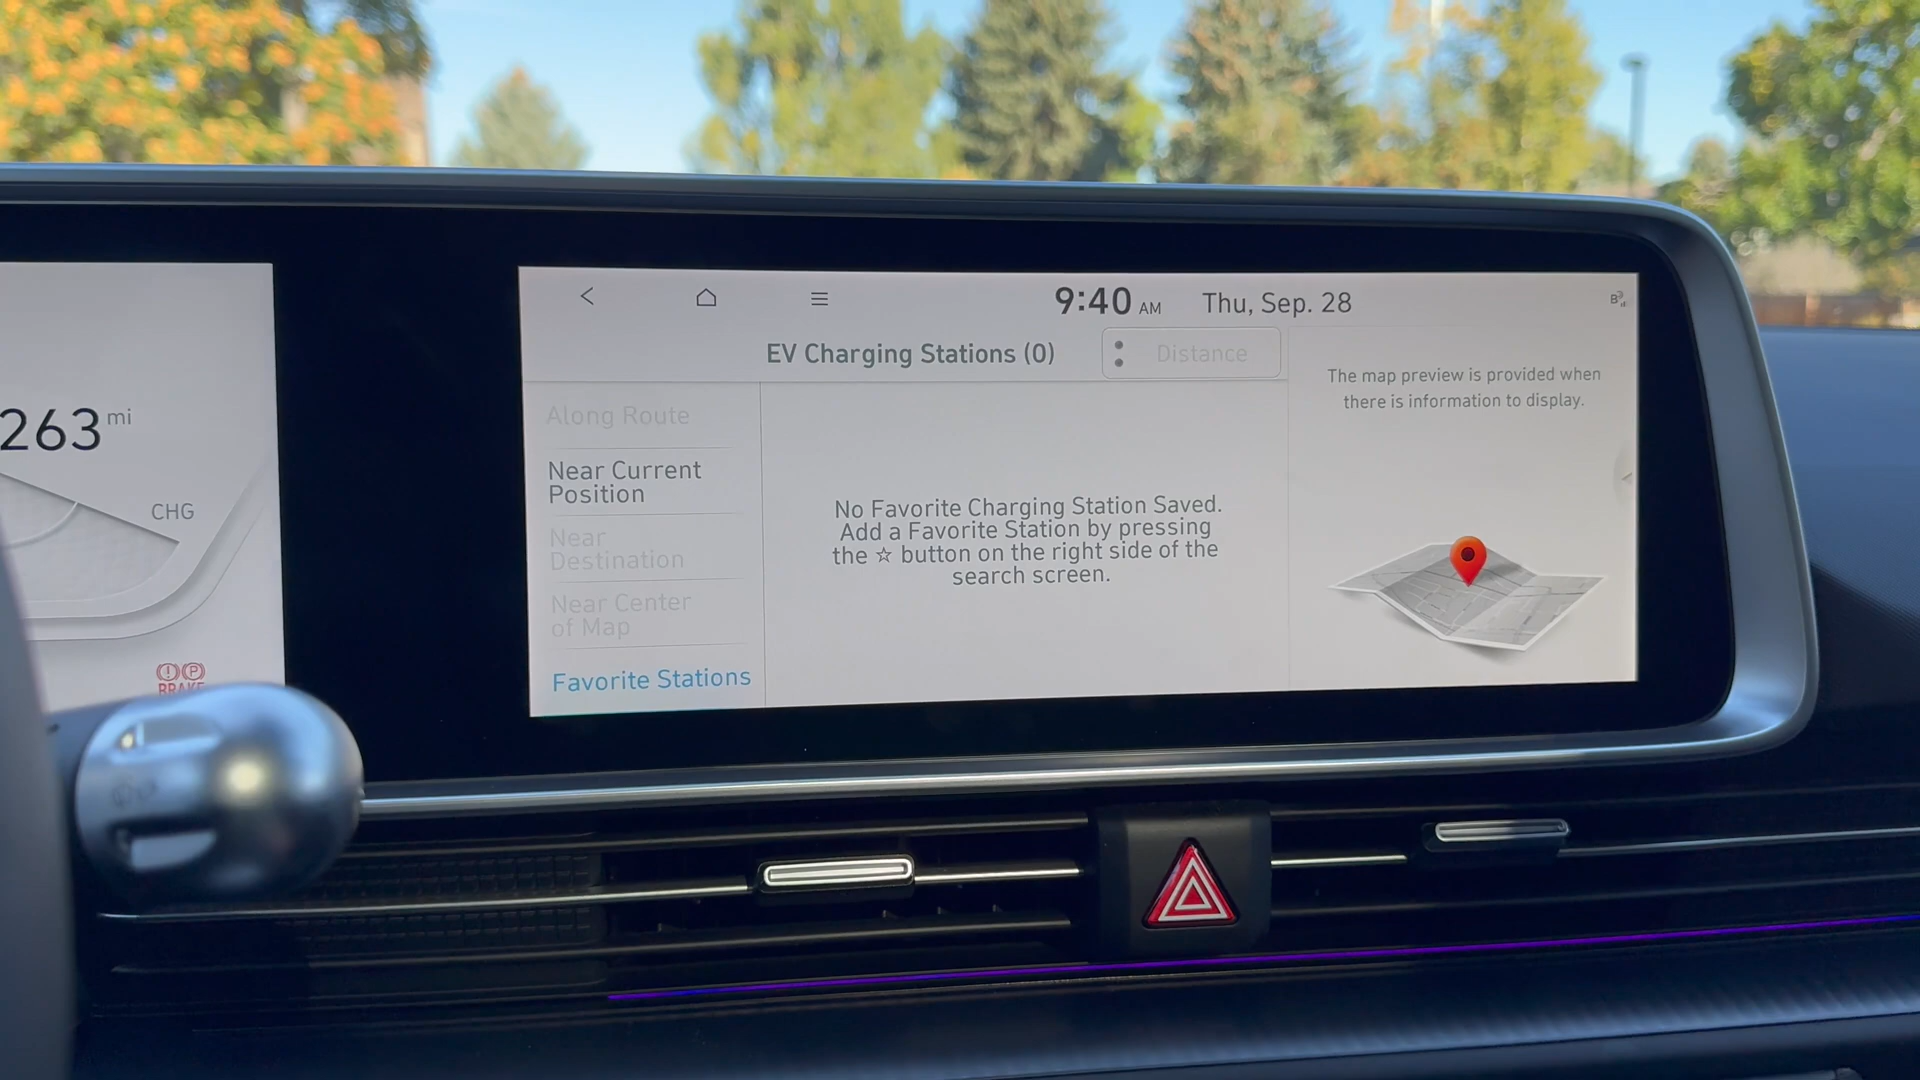 263 mi
CHG
BRAKE
9:40 AM Thu, Sep. 28
EV Charging Stations (0)
Distance
Along Route
Near Current
Position
Near
Destination
Near Center
of Map
Favorite Stations
No Favorite Charging Station Saved.
Add a Favorite Station by pressing
the ☆ button on the right side of the
search screen.
The map preview is provided when
there is information to display.